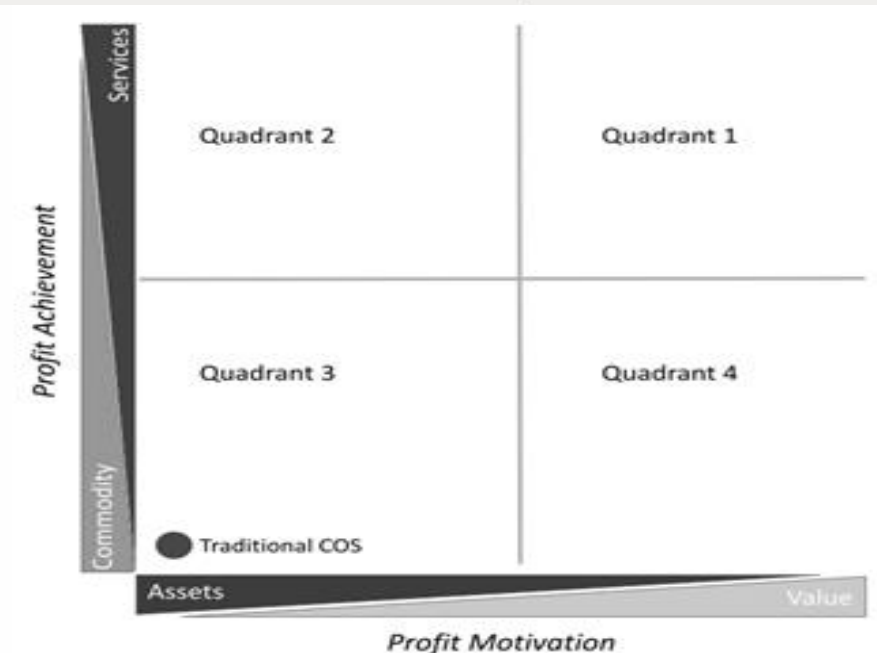 Services
Quadrant 2
Quadrant 1
Profit Achievement
Quadrant 3
Quadrant 4
Commodity
Traditional COS
Assets
Value
Profit Motivation